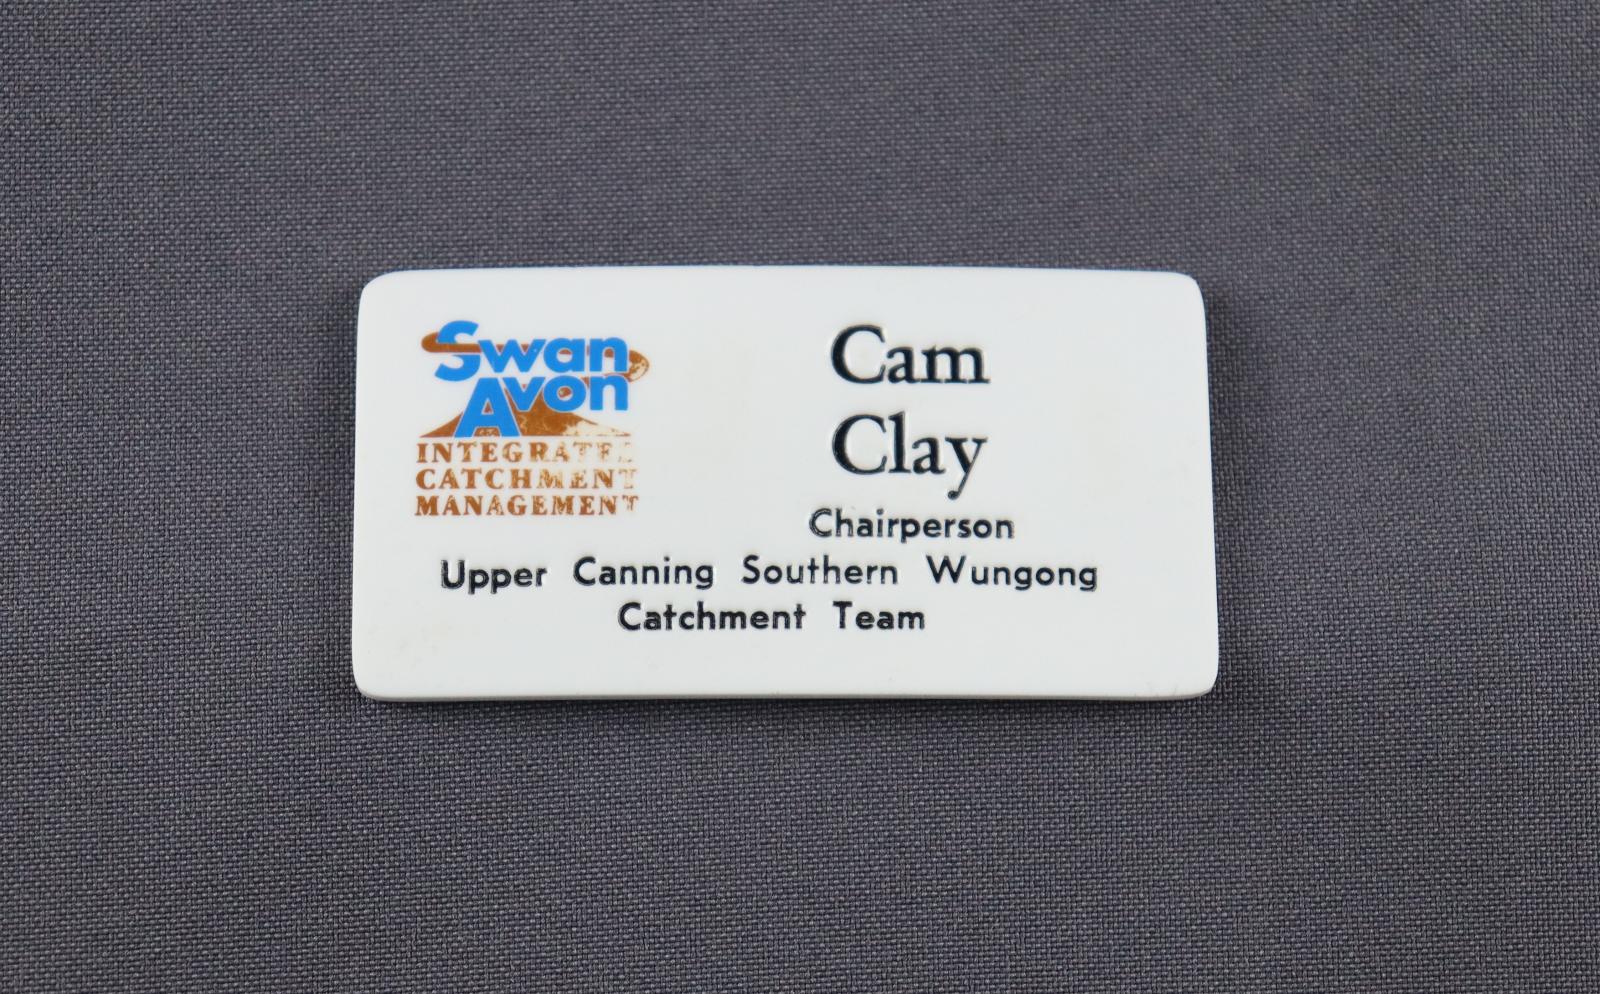 Swan
Avon
INTEGRATED
CATCHMENT
MANAGEMENT
Cam
Clay
Chairperson
Upper Canning Southern Wungong
Catchment Team